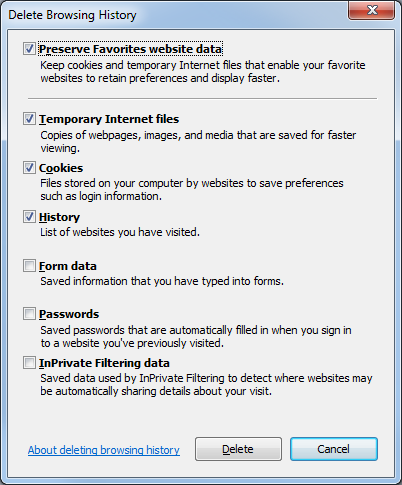 Delete Browsing History
Preserve Favorites website data
Keep cookies and temporary Internet files that enable your favorite
websites to retain preferences and display faster.
Temporary Internet files
Copies of webpages, images, and media that are saved for faster
viewing.
Cookies
Files stored on your computer by websites to save preferences
such as login information.
History
List of websites you have visited.
Form data
Saved information that you have typed into forms.
Passwords
Saved passwords that are automatically filled in when you sign in
to a website you've previously visited.
InPrivate Filtering data
Saved data used by InPrivate Filtering to detect where websites may
be automatically sharing details about your visit.
About deleting browsing history Delete Cancel